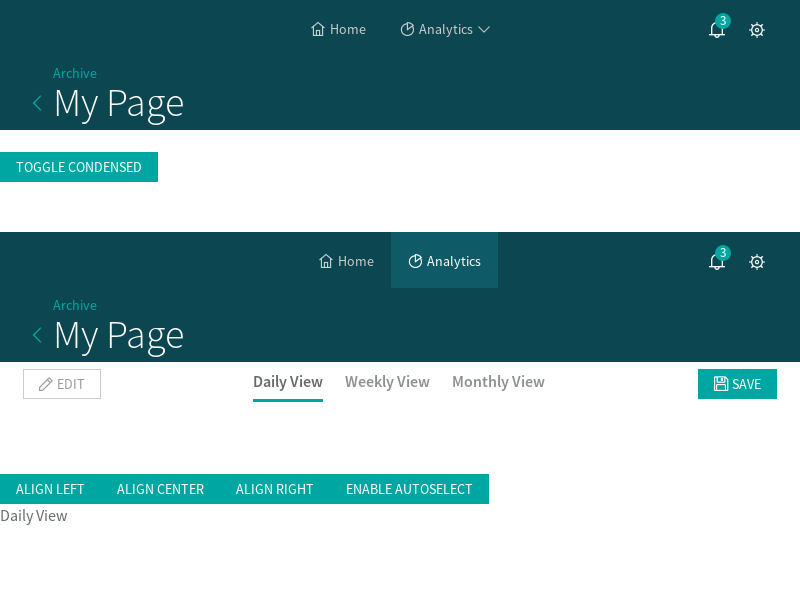 Home Analytics 3
Archive
My Page
TOGGLE CONDENSED
Home Analytics 3
Archive
My Page
EDIT Daily View Weekly View Monthly View SAVE
ALIGN LEFT ALIGN CENTER ALIGN RIGHT ENABLE AUTOSELECT
Daily View